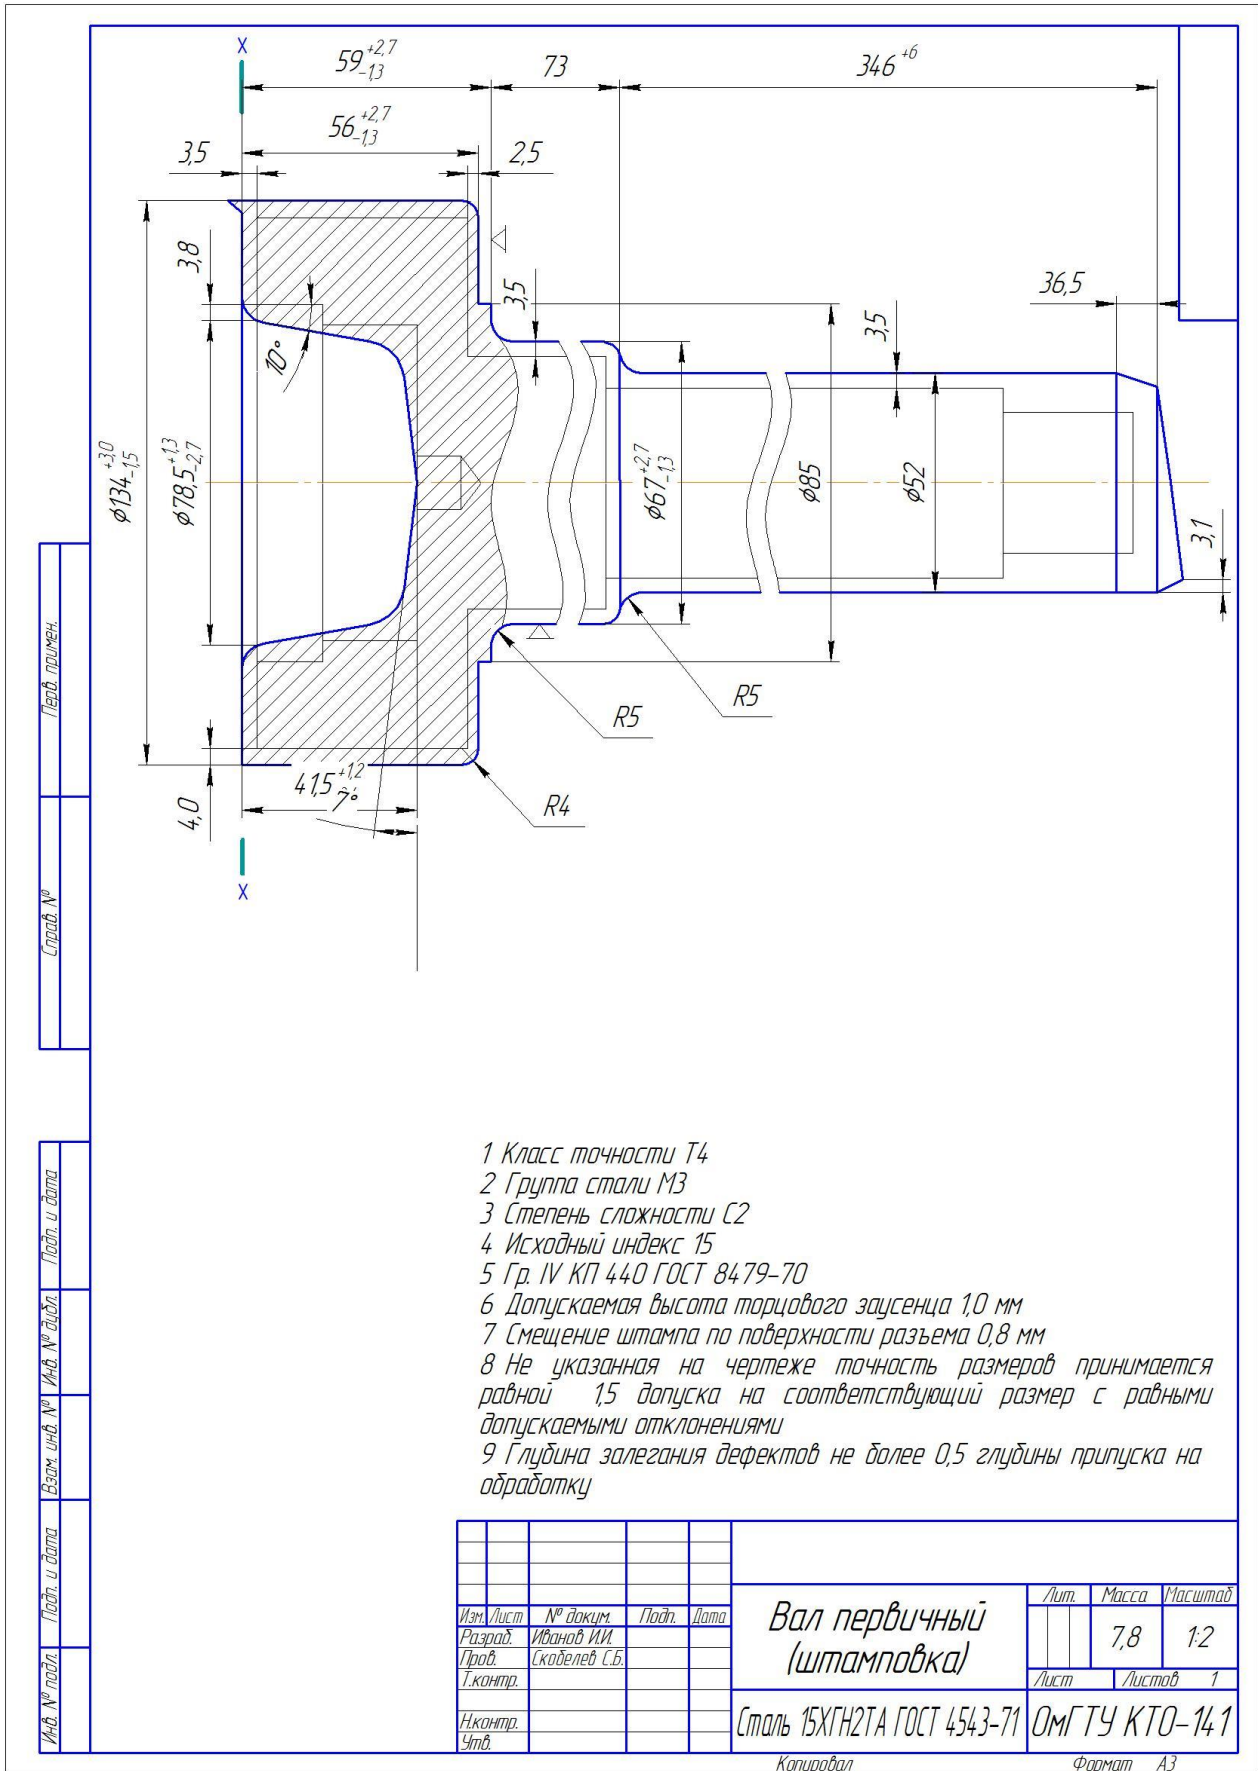 X
59 +2,7 -1,3
73
346 +6
56 +2,7 -1,3
3,5
2,5
3,8
3,5
36,5
3,5
10°
φ134 +3,0 -1,5
φ78,5 +1,3 -2,7
φ67 +2,7 -1,3
φ85
φ52
3,1
R5
R5
41,5 +1,2
7°
4,0
R4
X
Перв. примен.
Справ. №
Подп. и дата
Инв. № дубл.
Взам. инв. №
Подп. и дата
Инв. № подл.
1 Класс точности Т4
2 Группа стали М3
3 Степень сложности С2
4 Исходный индекс 15
5 Гр. IV КП 440 ГОСТ 8479-70
6 Допускаемая высота торцового заусенца 1,0 мм
7 Смещение штампа по поверхности разъема 0,8 мм
8 Не указанная на чертеже точность размеров принимается
равной 1,5 допуска на соответствующий размер с равными
допускаемыми отклонениями
9 Глубина залегания дефектов не более 0,5 глубины припуска на
обработку
Изм. Лист № докум. Подп. Дата
Разраб. Иванов И.И.
Пров. Скобелев С.Б.
Т.контр.
Н.контр.
Утв.
Вал первичный
(штамповка)
Лит. Масса Масштаб
7,8 1:2
Лист Листов 1
Сталь 15ХГН2ТА ГОСТ 4543-71
ОмГТУ КТО-141
Копировал Формат А3